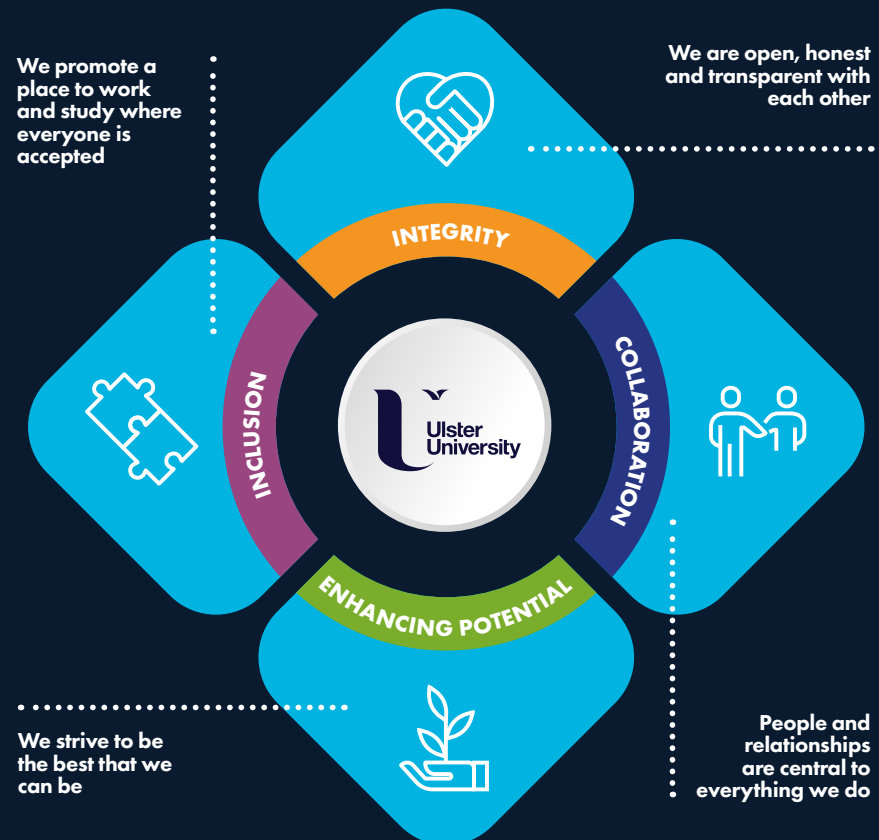 We promote a
place to work
and study where
everyone is
accepted
We are open, honest
and transparent with
each other
INTEGRITY
INCLUSION
COLLABORATION
Ulster
University
ENHANCING POTENTIAL
We strive to be
the best that we
can be
People and
relationships
are central to
everything we do